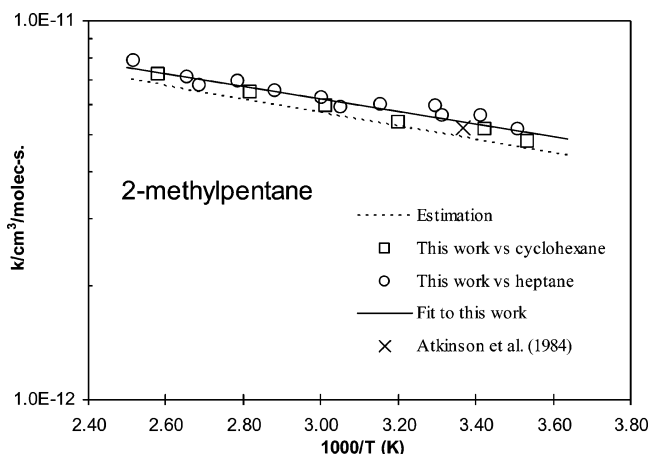 1.0E-11
k/cm³/molec-s.
2-methylpentane
Estimation
This work vs cyclohexane
This work vs heptane
Fit to this work
Atkinson et al. (1984)
1.0E-12
2.40 2.60 2.80 3.00 3.20 3.40 3.60 3.80
1000/T (K)